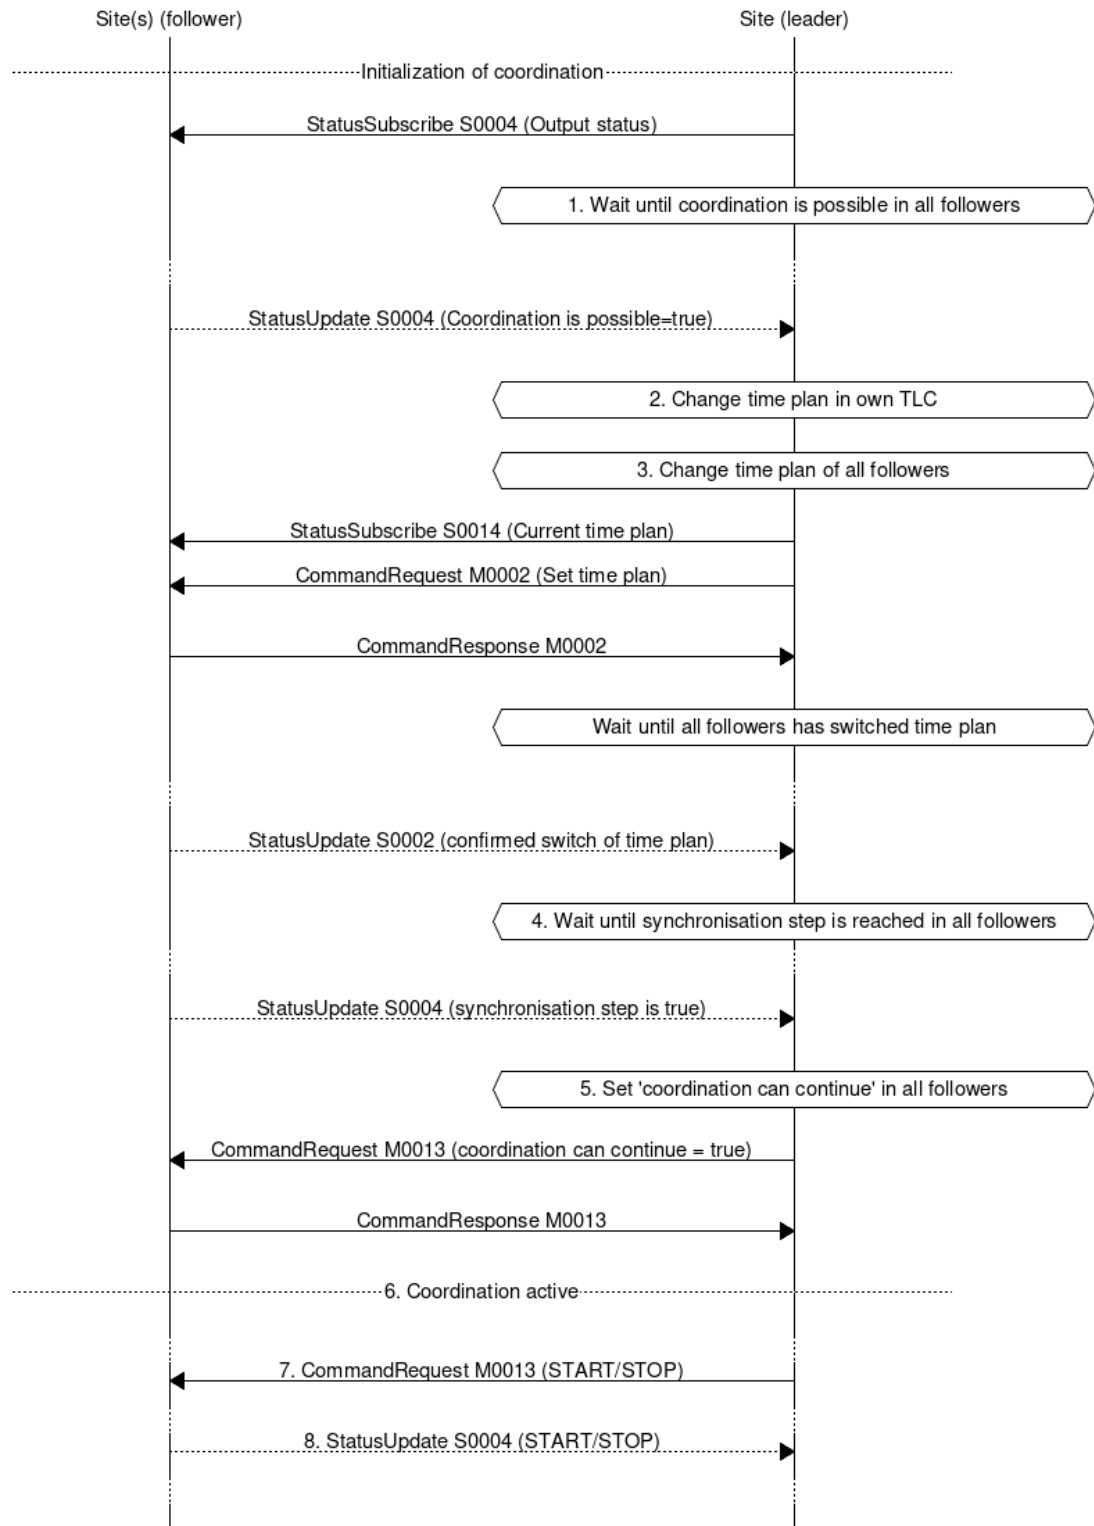 Site(s) (follower) Site (leader)
Initialization of coordination
StatusSubscribe S0004 (Output status)
1. Wait until coordination is possible in all followers
StatusUpdate S0004 (Coordination is possible=true)
2. Change time plan in own TLC
3. Change time plan of all followers
StatusSubscribe S0014 (Current time plan)
CommandRequest M0002 (Set time plan)
CommandResponse M0002
Wait until all followers has switched time plan
StatusUpdate S0002 (confirmed switch of time plan)
4. Wait until synchronisation step is reached in all followers
StatusUpdate S0004 (synchronisation step is true)
5. Set 'coordination can continue' in all followers
CommandRequest M0013 (coordination can continue = true)
CommandResponse M0013
6. Coordination active
7. CommandRequest M0013 (START/STOP)
8. StatusUpdate S0004 (START/STOP)